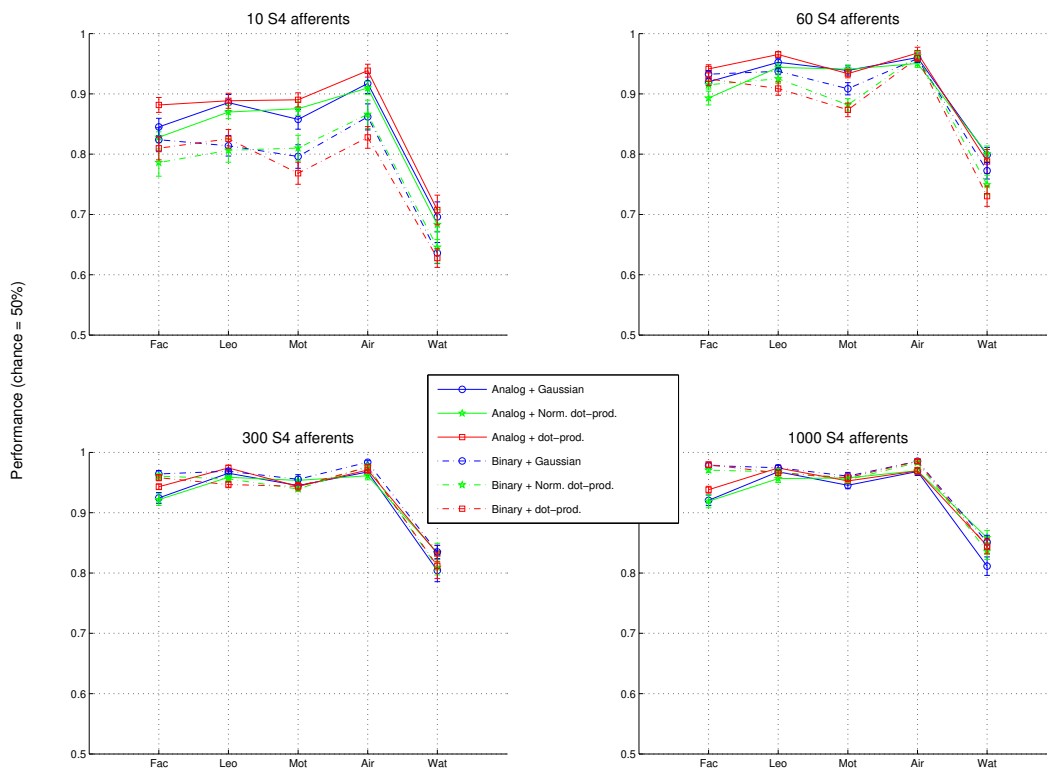 10 S4 afferents
60 S4 afferents
1
0.9
0.8
0.7
0.6
0.5
Fac Leo Mot Air Wat
1
0.9
0.8
0.7
0.6
0.5
Fac Leo Mot Air Wat
Performance (chance = 50%)
Analog + Gaussian
Analog + Norm. dot−prod.
Analog + dot−prod.
Binary + Gaussian
Binary + Norm. dot−prod.
Binary + dot−prod.
300 S4 afferents
1000 S4 afferents
1
0.9
0.8
0.7
0.6
0.5
Fac Leo Mot Air Wat
1
0.9
0.8
0.7
0.6
0.5
Fac Leo Mot Air Wat